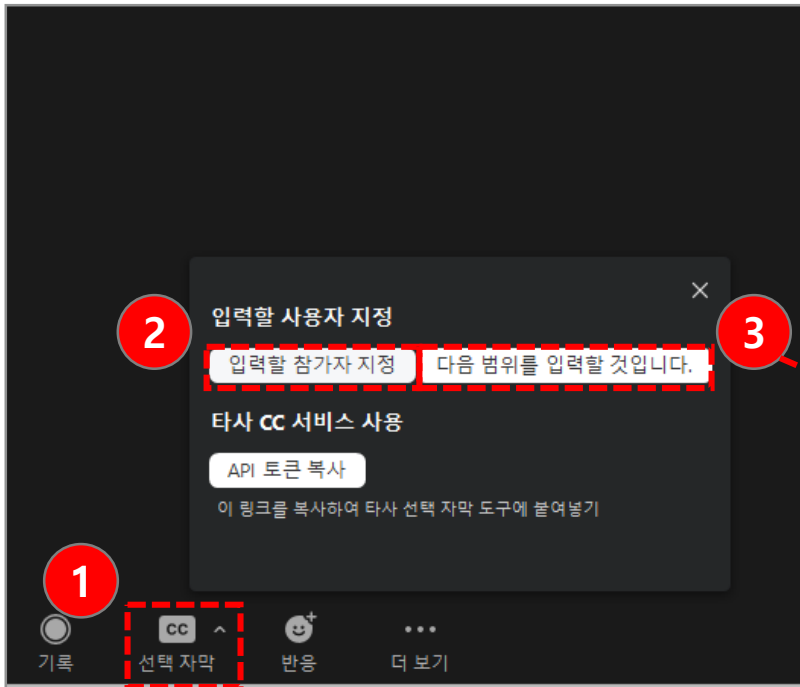 2
입력할 사용자 지정
3
입력할 참가자 지정 다음 범위를 입력할 것입니다.
타사 CC 서비스 사용
API 토큰 복사
이 링크를 복사하여 타사 선택 자막 도구에 붙여넣기
1
CC
기록 선택 자막 반응 더 보기